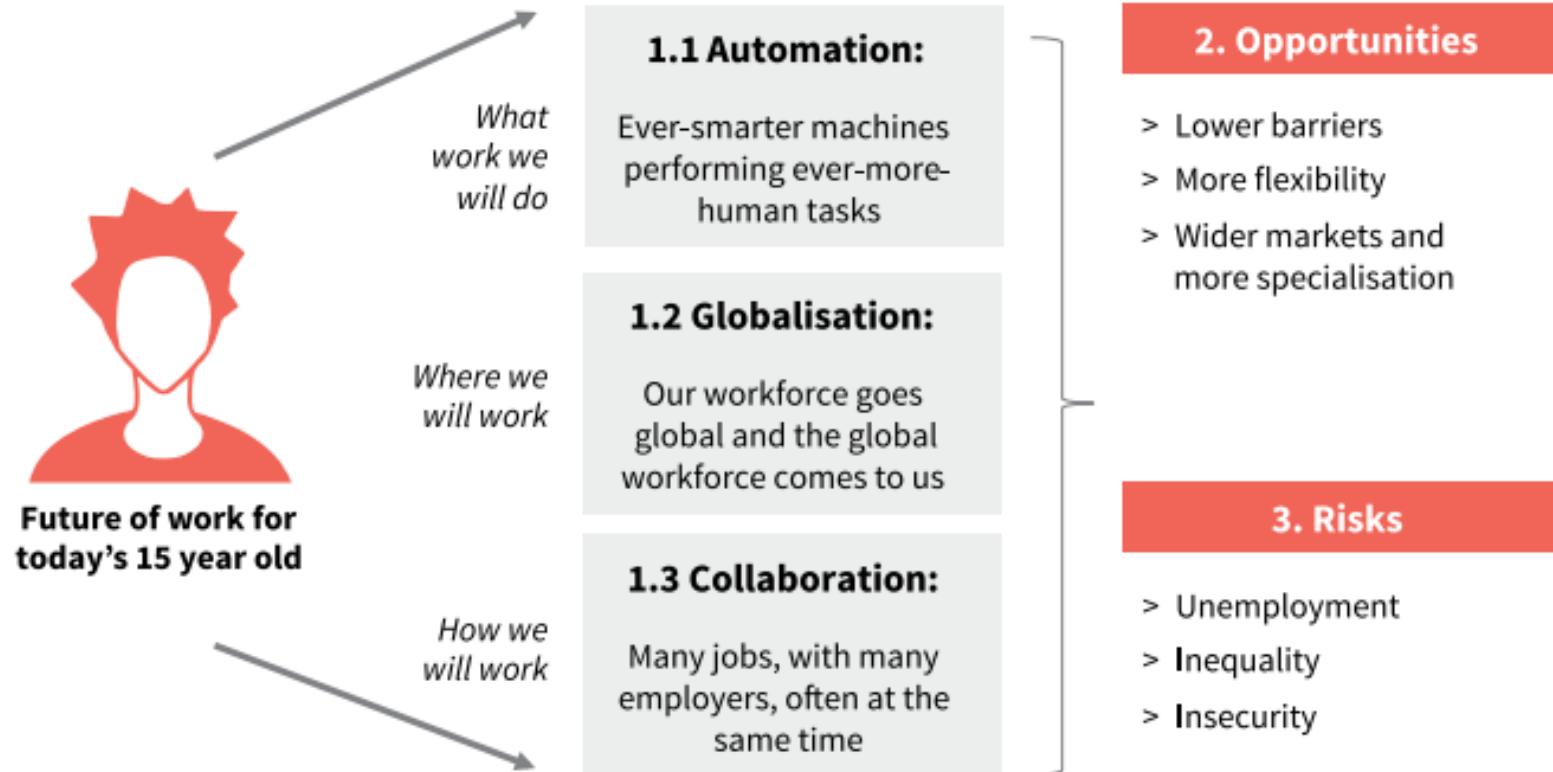 Future of work for
today's 15 year old
What
work we
will do
1.1 Automation:
Ever-smarter machines
performing ever-more-
human tasks
Where we
will work
1.2 Globalisation:
Our workforce goes
global and the global
workforce comes to us
How we
will work
1.3 Collaboration:
Many jobs, with many
employers, often at the
same time
2. Opportunities
> Lower barriers
> More flexibility
> Wider markets and
more specialisation
3. Risks
> Unemployment
> Inequality
> Insecurity